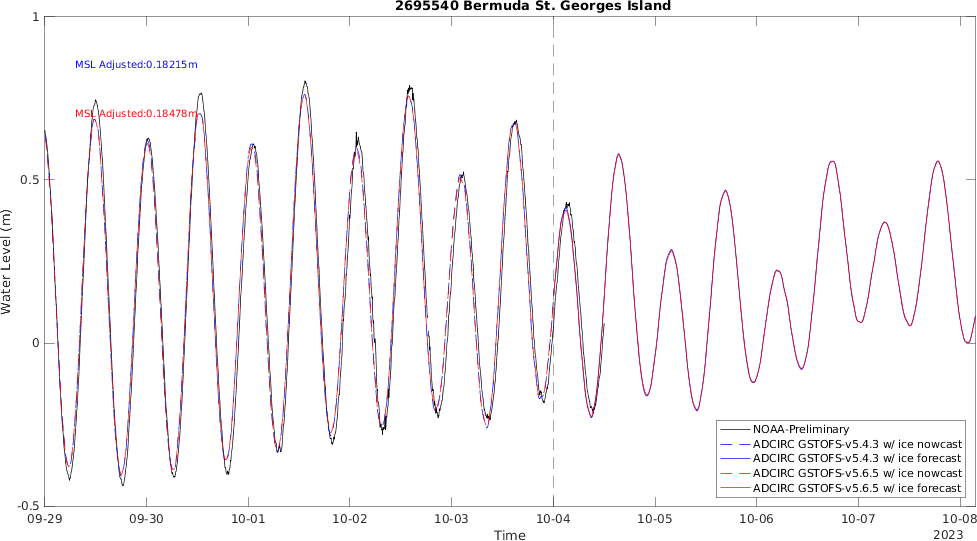 2695540 Bermuda St. Georges Island
1
MSL Adjusted:0.18215m
MSL Adjusted:0.18478m
0.5
Water Level (m)
0
NOAA-Preliminary
ADCIRC GSTOFS-v5.4.3 w/ ice nowcast
ADCIRC GSTOFS-v5.4.3 w/ ice forecast
ADCIRC GSTOFS-v5.6.5 w/ ice nowcast
ADCIRC GSTOFS-v5.6.5 w/ ice forecast
-0.5
09-29 09-30 10-01 10-02 10-03 10-04 10-05 10-06 10-07 10-08
Time
2023